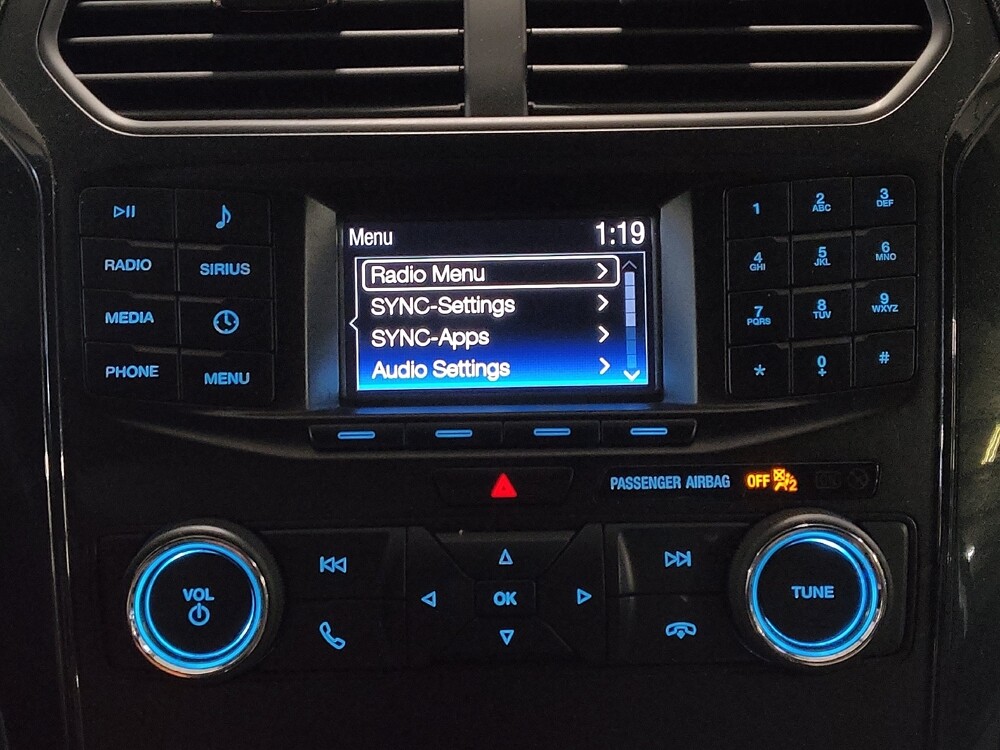 Menu 1:19
Radio Menu
SYNC-Settings
SYNC-Apps
Audio Settings
RADIO
SIRIUS
MEDIA
PHONE
MENU
1
2 ABC
3 DEF
4 GHI
5 JKL
6 MNO
7 PQRS
8 TUV
9 WXYZ
*
0 +
#
PASSENGER AIRBAG OFF 2
VOL
OK
TUNE